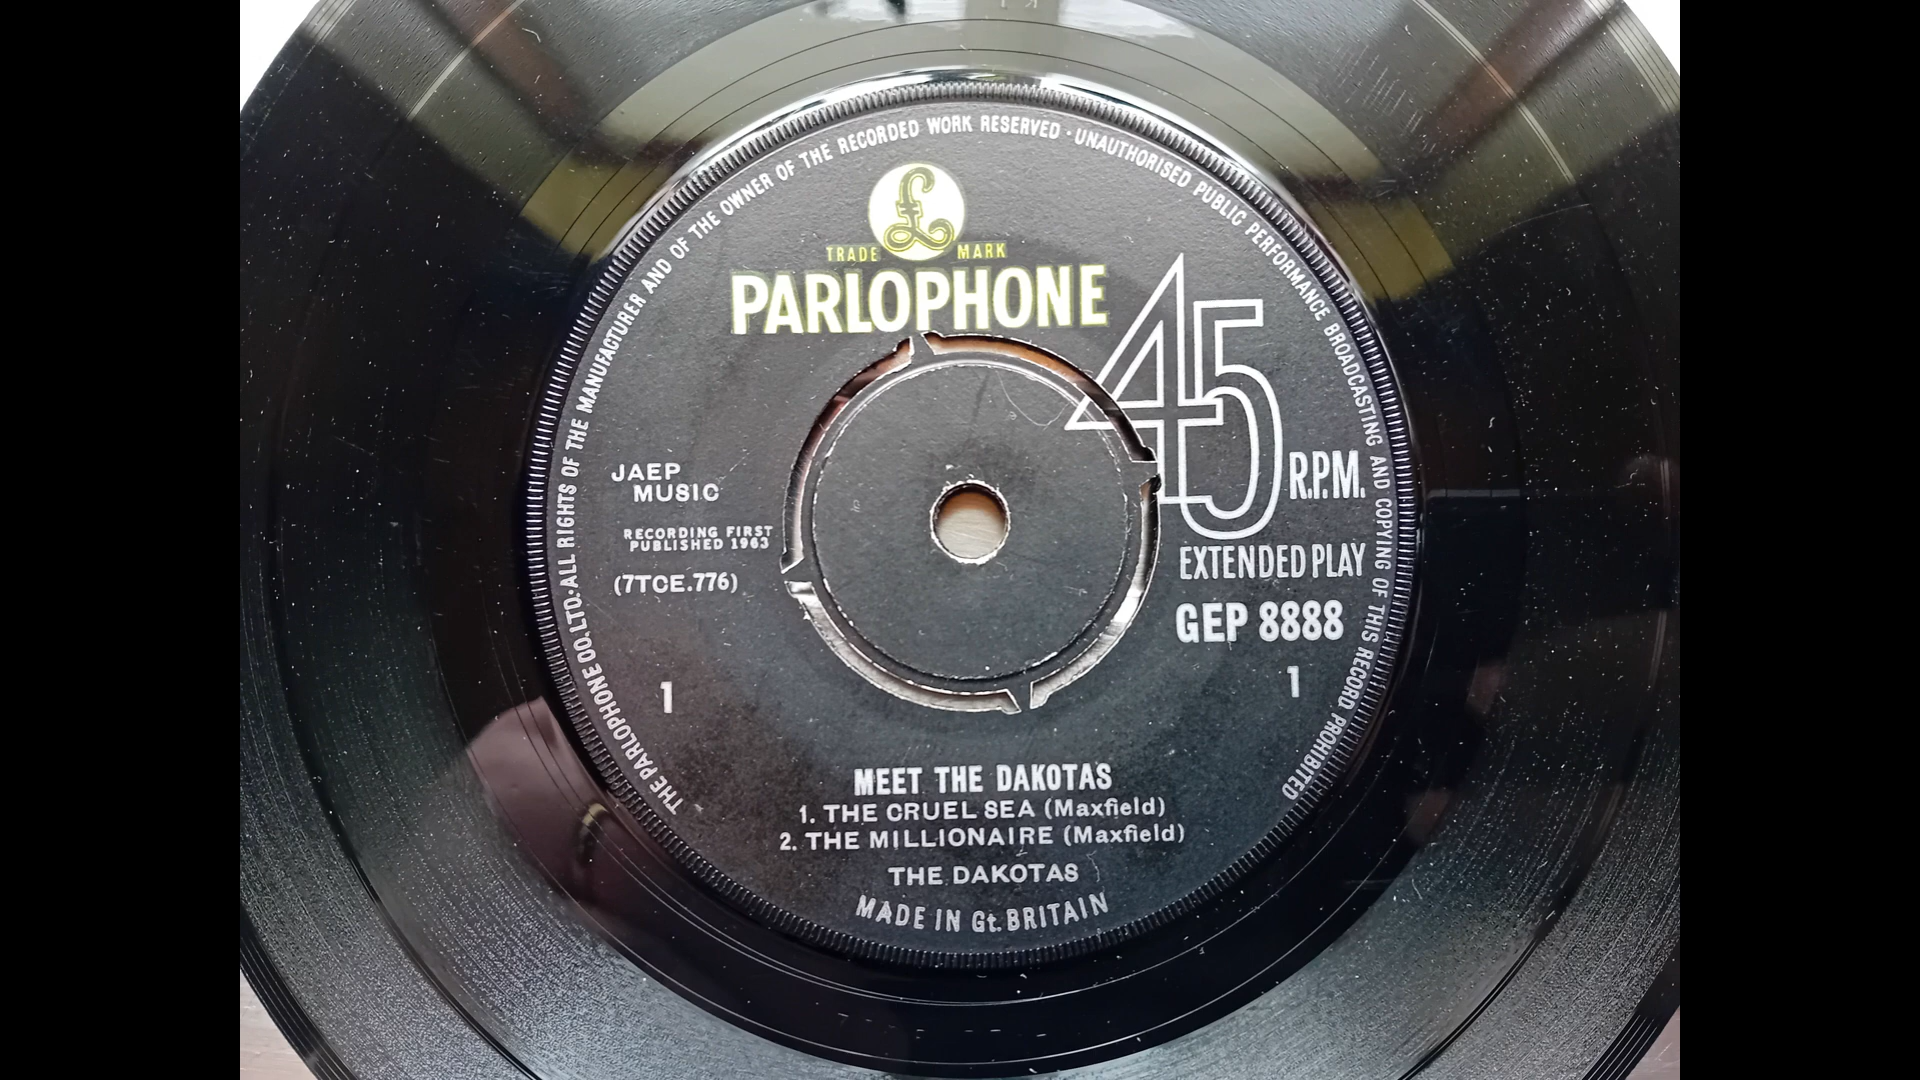 THE PARLOPHONE CO. LTD. ALL RIGHTS OF THE MANUFACTURER AND OF THE OWNER OF THE RECORDED WORK RESERVED · UNAUTHORISED PUBLIC PERFORMANCE BROADCASTING AND COPYING OF THIS RECORD PROHIBITED
£
TRADE MARK
PARLOPHONE
45
R.P.M.
JAEP
MUSIC
RECORDING FIRST
PUBLISHED 1963
(7TCE.776)
EXTENDED PLAY
GEP 8888
1 1
MEET THE DAKOTAS
1. THE CRUEL SEA (Maxfield)
2. THE MILLIONAIRE (Maxfield)
THE DAKOTAS
MADE IN Gt. BRITAIN